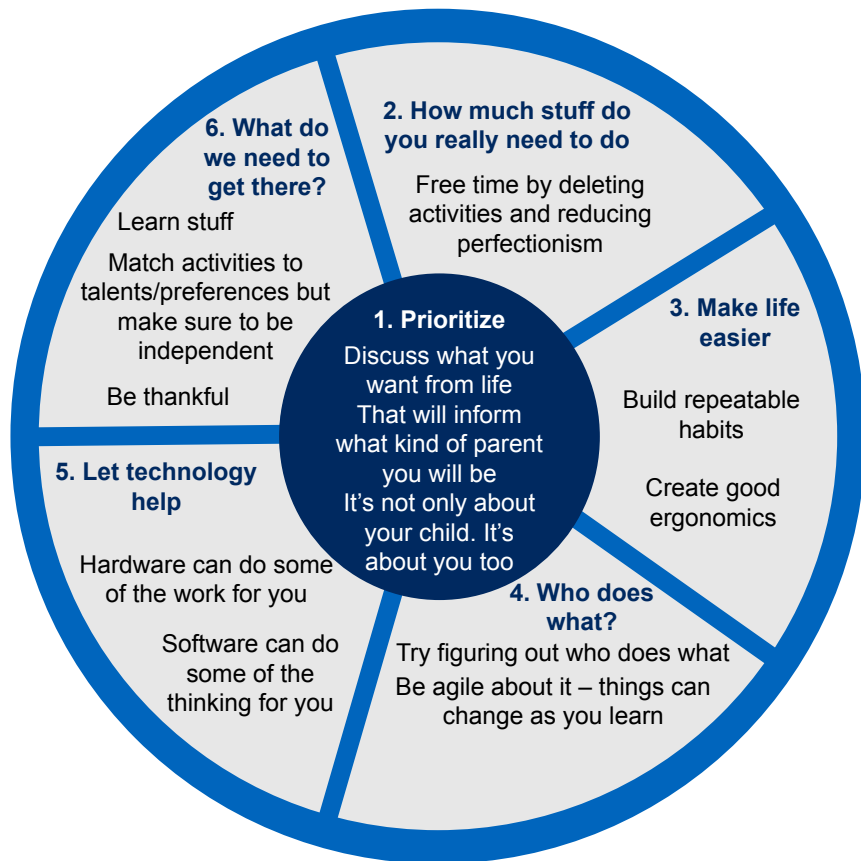 1. Prioritize
Discuss what you
want from life
That will inform
what kind of parent
you will be
It's not only about
your child. It's
about you too
2. How much stuff do
you really need to do
Free time by deleting
activities and reducing
perfectionism
3. Make life
easier
Build repeatable
habits
Create good
ergonomics
4. Who does
what?
Try figuring out who does what
Be agile about it – things can
change as you learn
5. Let technology
help
Hardware can do some
of the work for you
Software can do
some of the
thinking for you
6. What do
we need to
get there?
Learn stuff
Match activities to
talents/preferences but
make sure to be
independent
Be thankful